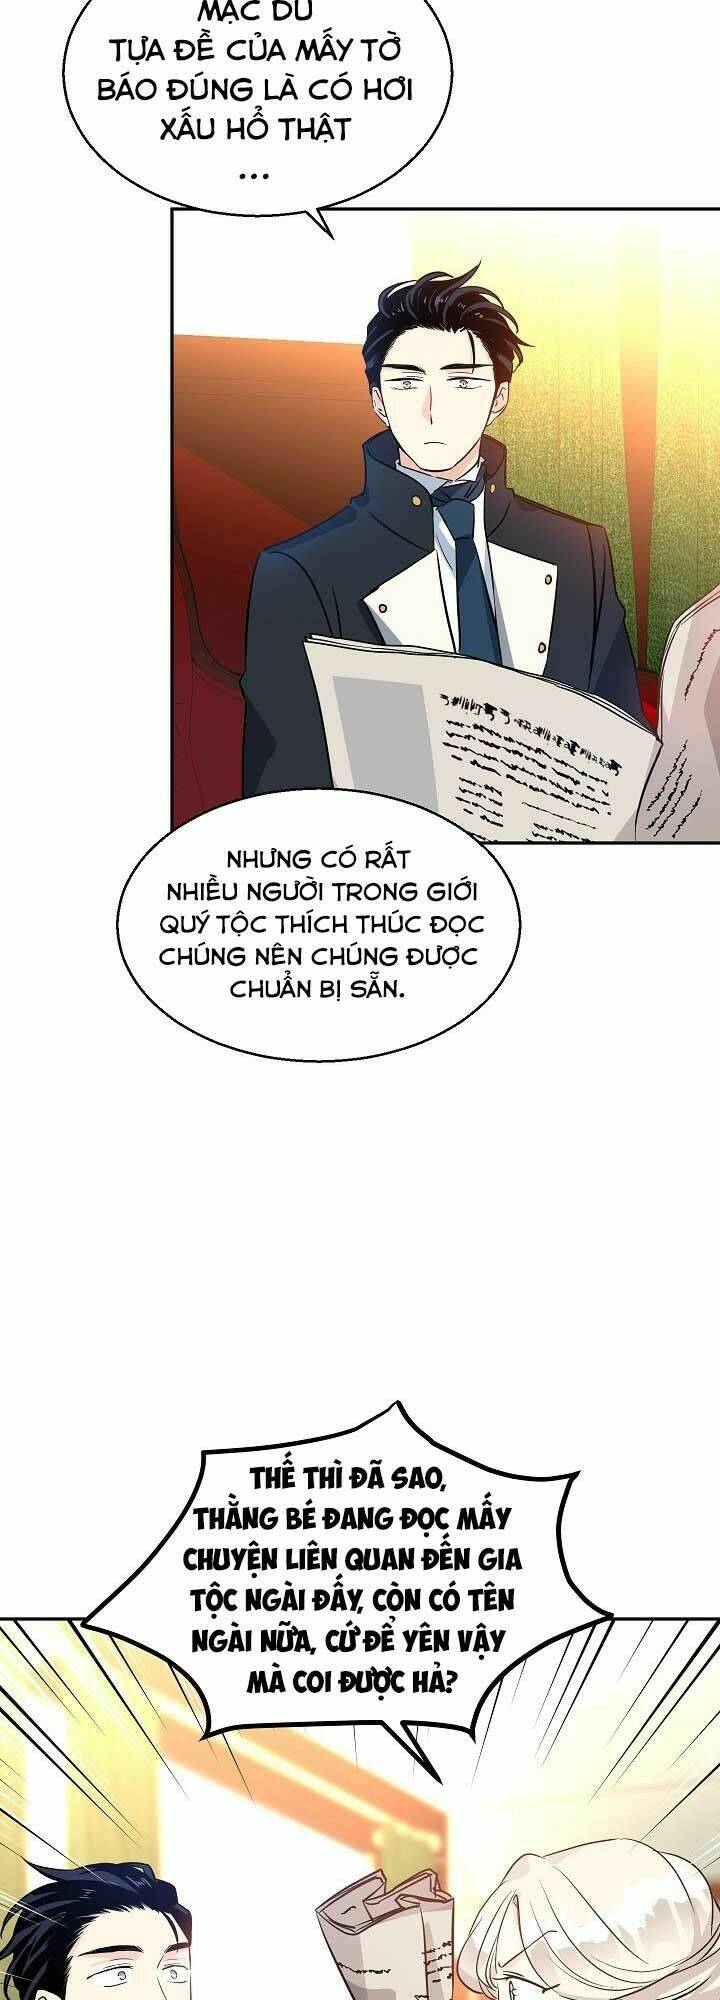 MẶC DÙ
TỰA ĐỀ CỦA MẤY TỜ
BÁO ĐÚNG LÀ CÓ HƠI
XẤU HỔ THẬT
...
NHƯNG CÓ RẤT
NHIỀU NGƯỜI TRONG GIỚI
QUÝ TỘC THÍCH THÚC ĐỌC
CHÚNG NÊN CHÚNG ĐƯỢC
CHUẨN BỊ SẴN.
THẾ THÌ ĐÃ SAO,
THẰNG BÉ ĐANG ĐỌC MẤY
CHUYỆN LIÊN QUAN ĐẾN GIA
TỘC NGÀI ĐẤY, CÒN CÓ TÊN
NGÀI NỮA, CỨ ĐỂ YÊN VẬY
MÀ COI ĐƯỢC HẢ?